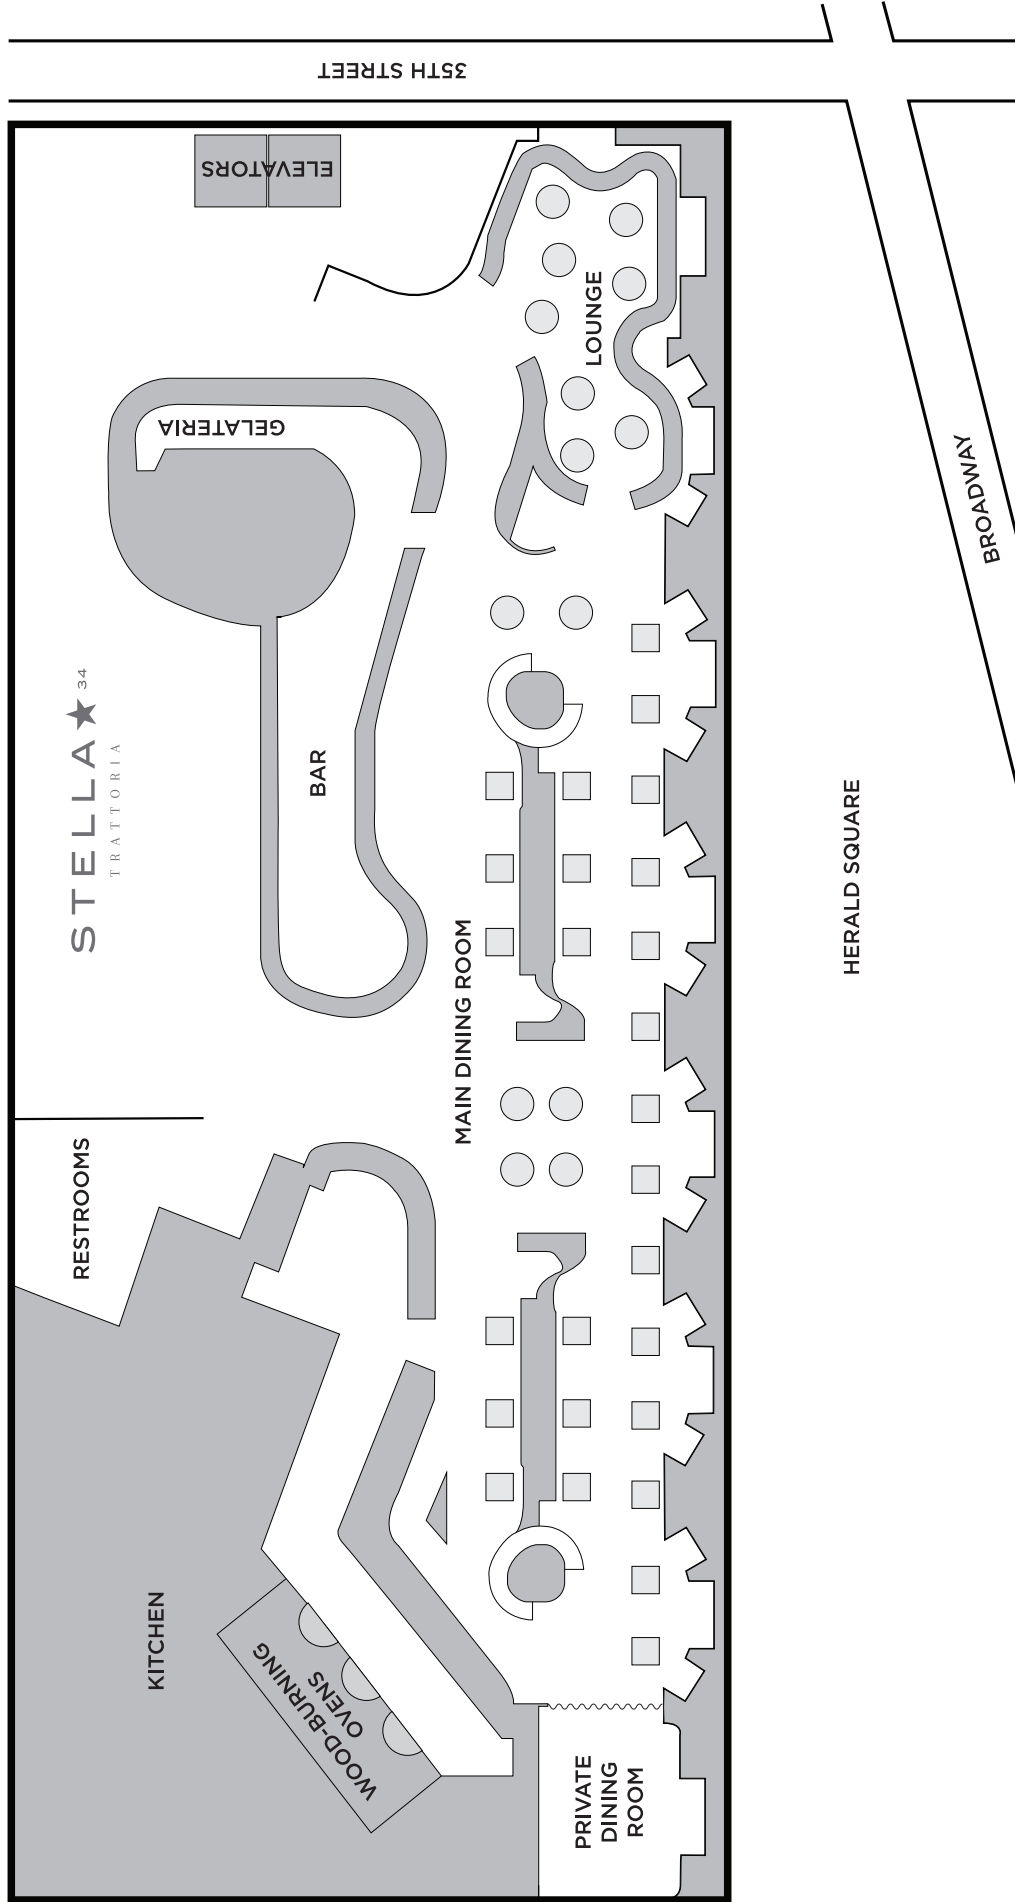 35TH STREET
ELEVATORS
LOUNGE
GELATERIA
BROADWAY
STELLA 34
TRATTORIA
BAR
HERALD SQUARE
MAIN DINING ROOM
RESTROOMS
KITCHEN
WOOD-BURNING
OVENS
PRIVATE
DINING
ROOM